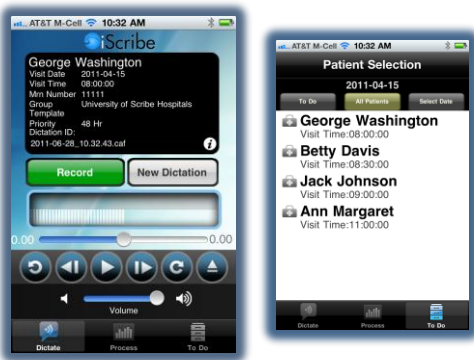 AT&T M-Cell 10:32 AM
iScribe
George Washington
Visit Date 2011-04-15
Visit Time 08:00:00
Mrn Number 11111
Group University of Scribe Hospitals
Template
Priority 48 Hr
Dictation ID:
2011-06-28_10.32.43.caf
Record New Dictation
0.00 0.00
Volume
Dictate Process To Do
AT&T M-Cell 10:32 AM
Patient Selection
2011-04-15
To Do All Patients Select Date
George Washington
Visit Time:08:00:00
Betty Davis
Visit Time:08:30:00
Jack Johnson
Visit Time:09:00:00
Ann Margaret
Visit Time:11:00:00
Dictate Process To Do